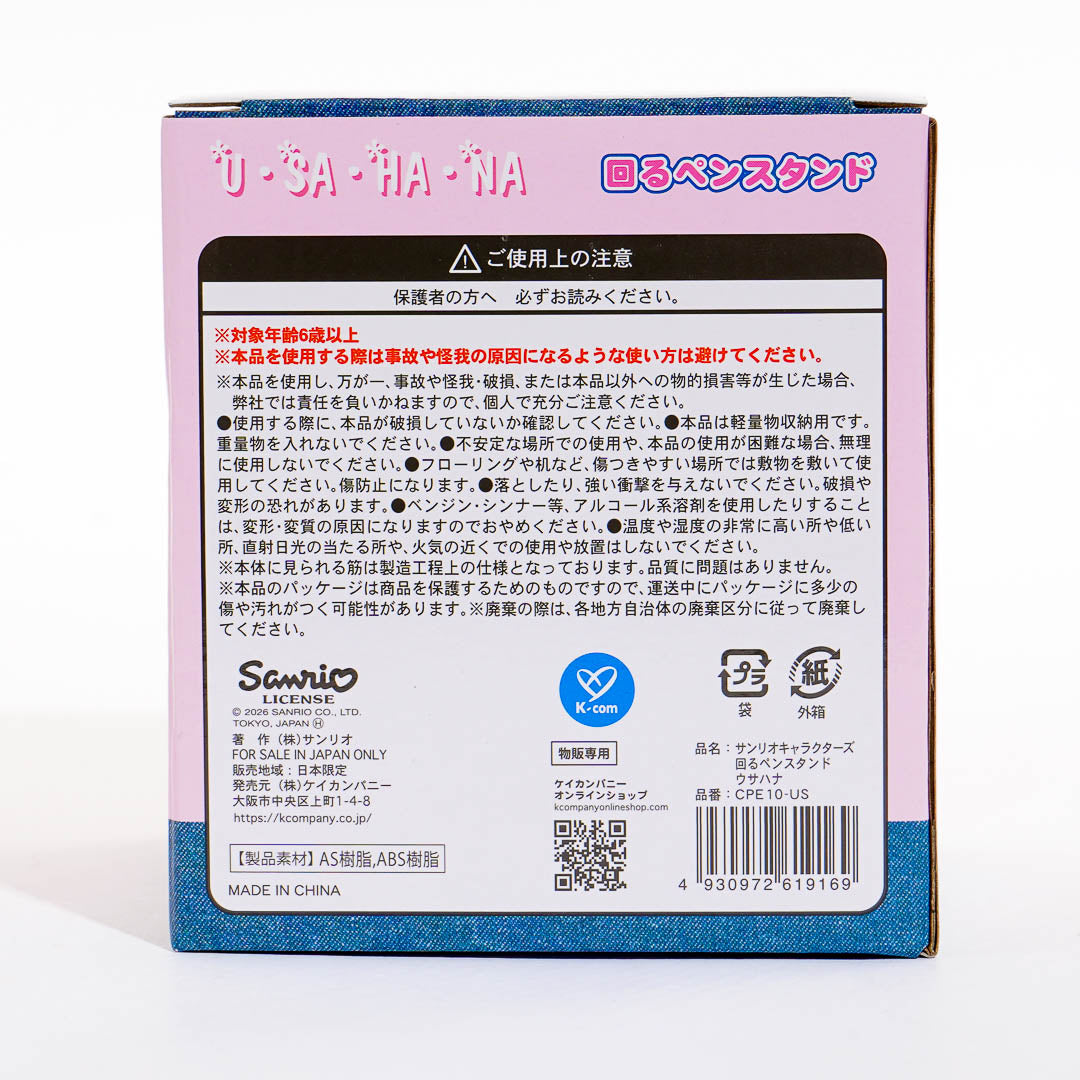 U・SA・HA・NA
回るペンスタンド
ご使用上の注意
保護者の方へ　必ずお読みください。
※対象年齢6歳以上
※本品を使用する際は事故や怪我の原因になるような使い方は避けてください。
※本品を使用し、万が一、事故や怪我・破損、または本品以外への物的損害等が生じた場合、
弊社では責任を負いかねますので、個人で充分ご注意ください。
●使用する際に、本品が破損していないか確認してください。●本品は軽量物収納用です。
重量物を入れないでください。●不安定な場所での使用や、本品の使用が困難な場合、無理
に使用しないでください。●フローリングや机など、傷つきやすい場所では敷物を敷いて使
用してください。傷防止になります。●落としたり、強い衝撃を与えないでください。破損や
変形の恐れがあります。●ベンジン・シンナー等、アルコール系溶剤を使用したりすること
は、変形・変質の原因になりますのでおやめください。●温度や湿度の非常に高い所や低い
所、直射日光の当たる所や、火気の近くでの使用や放置はしないでください。
※本体に見られる筋は製造工程上の仕様となっております。品質に問題はありません。
※本品のパッケージは商品を保護するためのものですので、運送中にパッケージに多少の
傷や汚れがつく可能性があります。※廃棄の際は、各地方自治体の廃棄区分に従って廃棄し
てください。
Sanrio
LICENSE
© 2026 SANRIO CO., LTD.
TOKYO, JAPAN Ⓗ
著　作 (株)サンリオ
FOR SALE IN JAPAN ONLY
販売地域：日本限定
発売元 (株)ケイカンパニー
大阪市中央区上町1-4-8
https://kcompany.co.jp/
【製品素材】AS樹脂,ABS樹脂
MADE IN CHINA
K-com
物販専用
ケイカンパニー
オンラインショップ
kcompanyonlineshop.com
プラ
袋
紙
外箱
品名：サンリオキャラクターズ
回るペンスタンド
ウサハナ
品番：CPE10-US
4 930972 619169